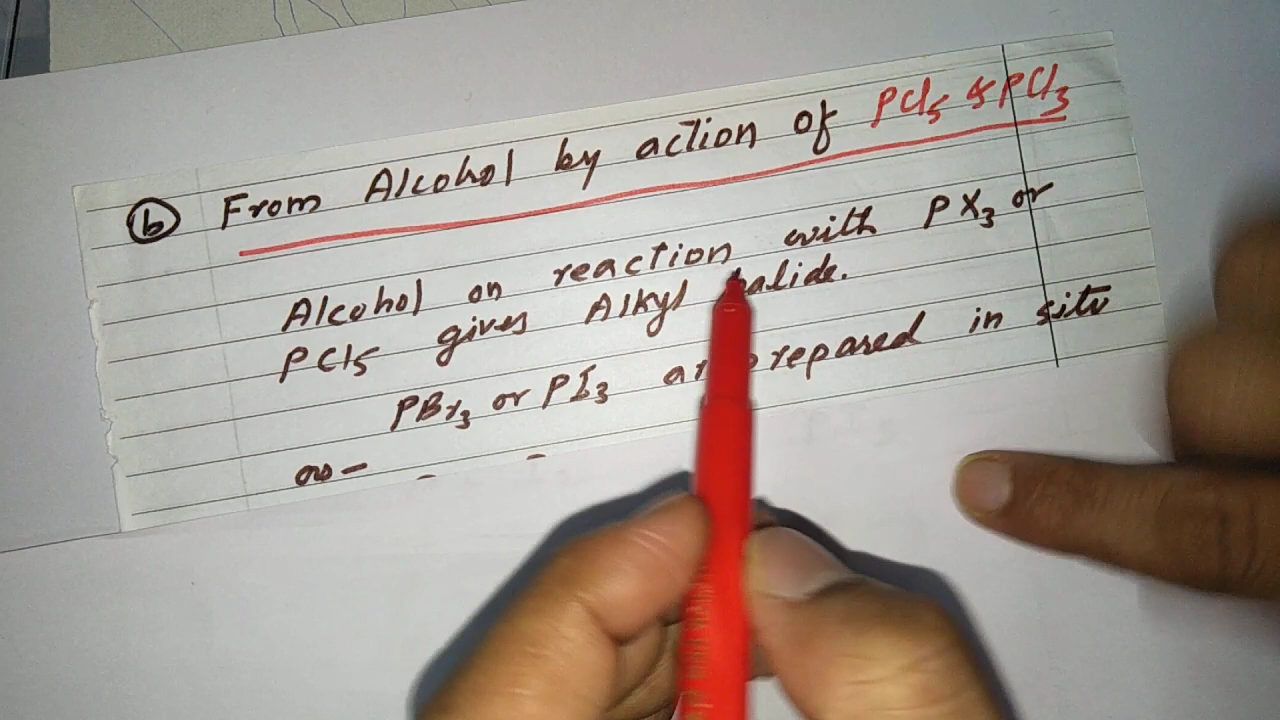 (b) From Alcohol by action of PCl5 & PCl3
Alcohol on reaction with PX3 or
PCl5 gives Alkyl halide.
PBr3 or PI3 are prepared in situ
as -